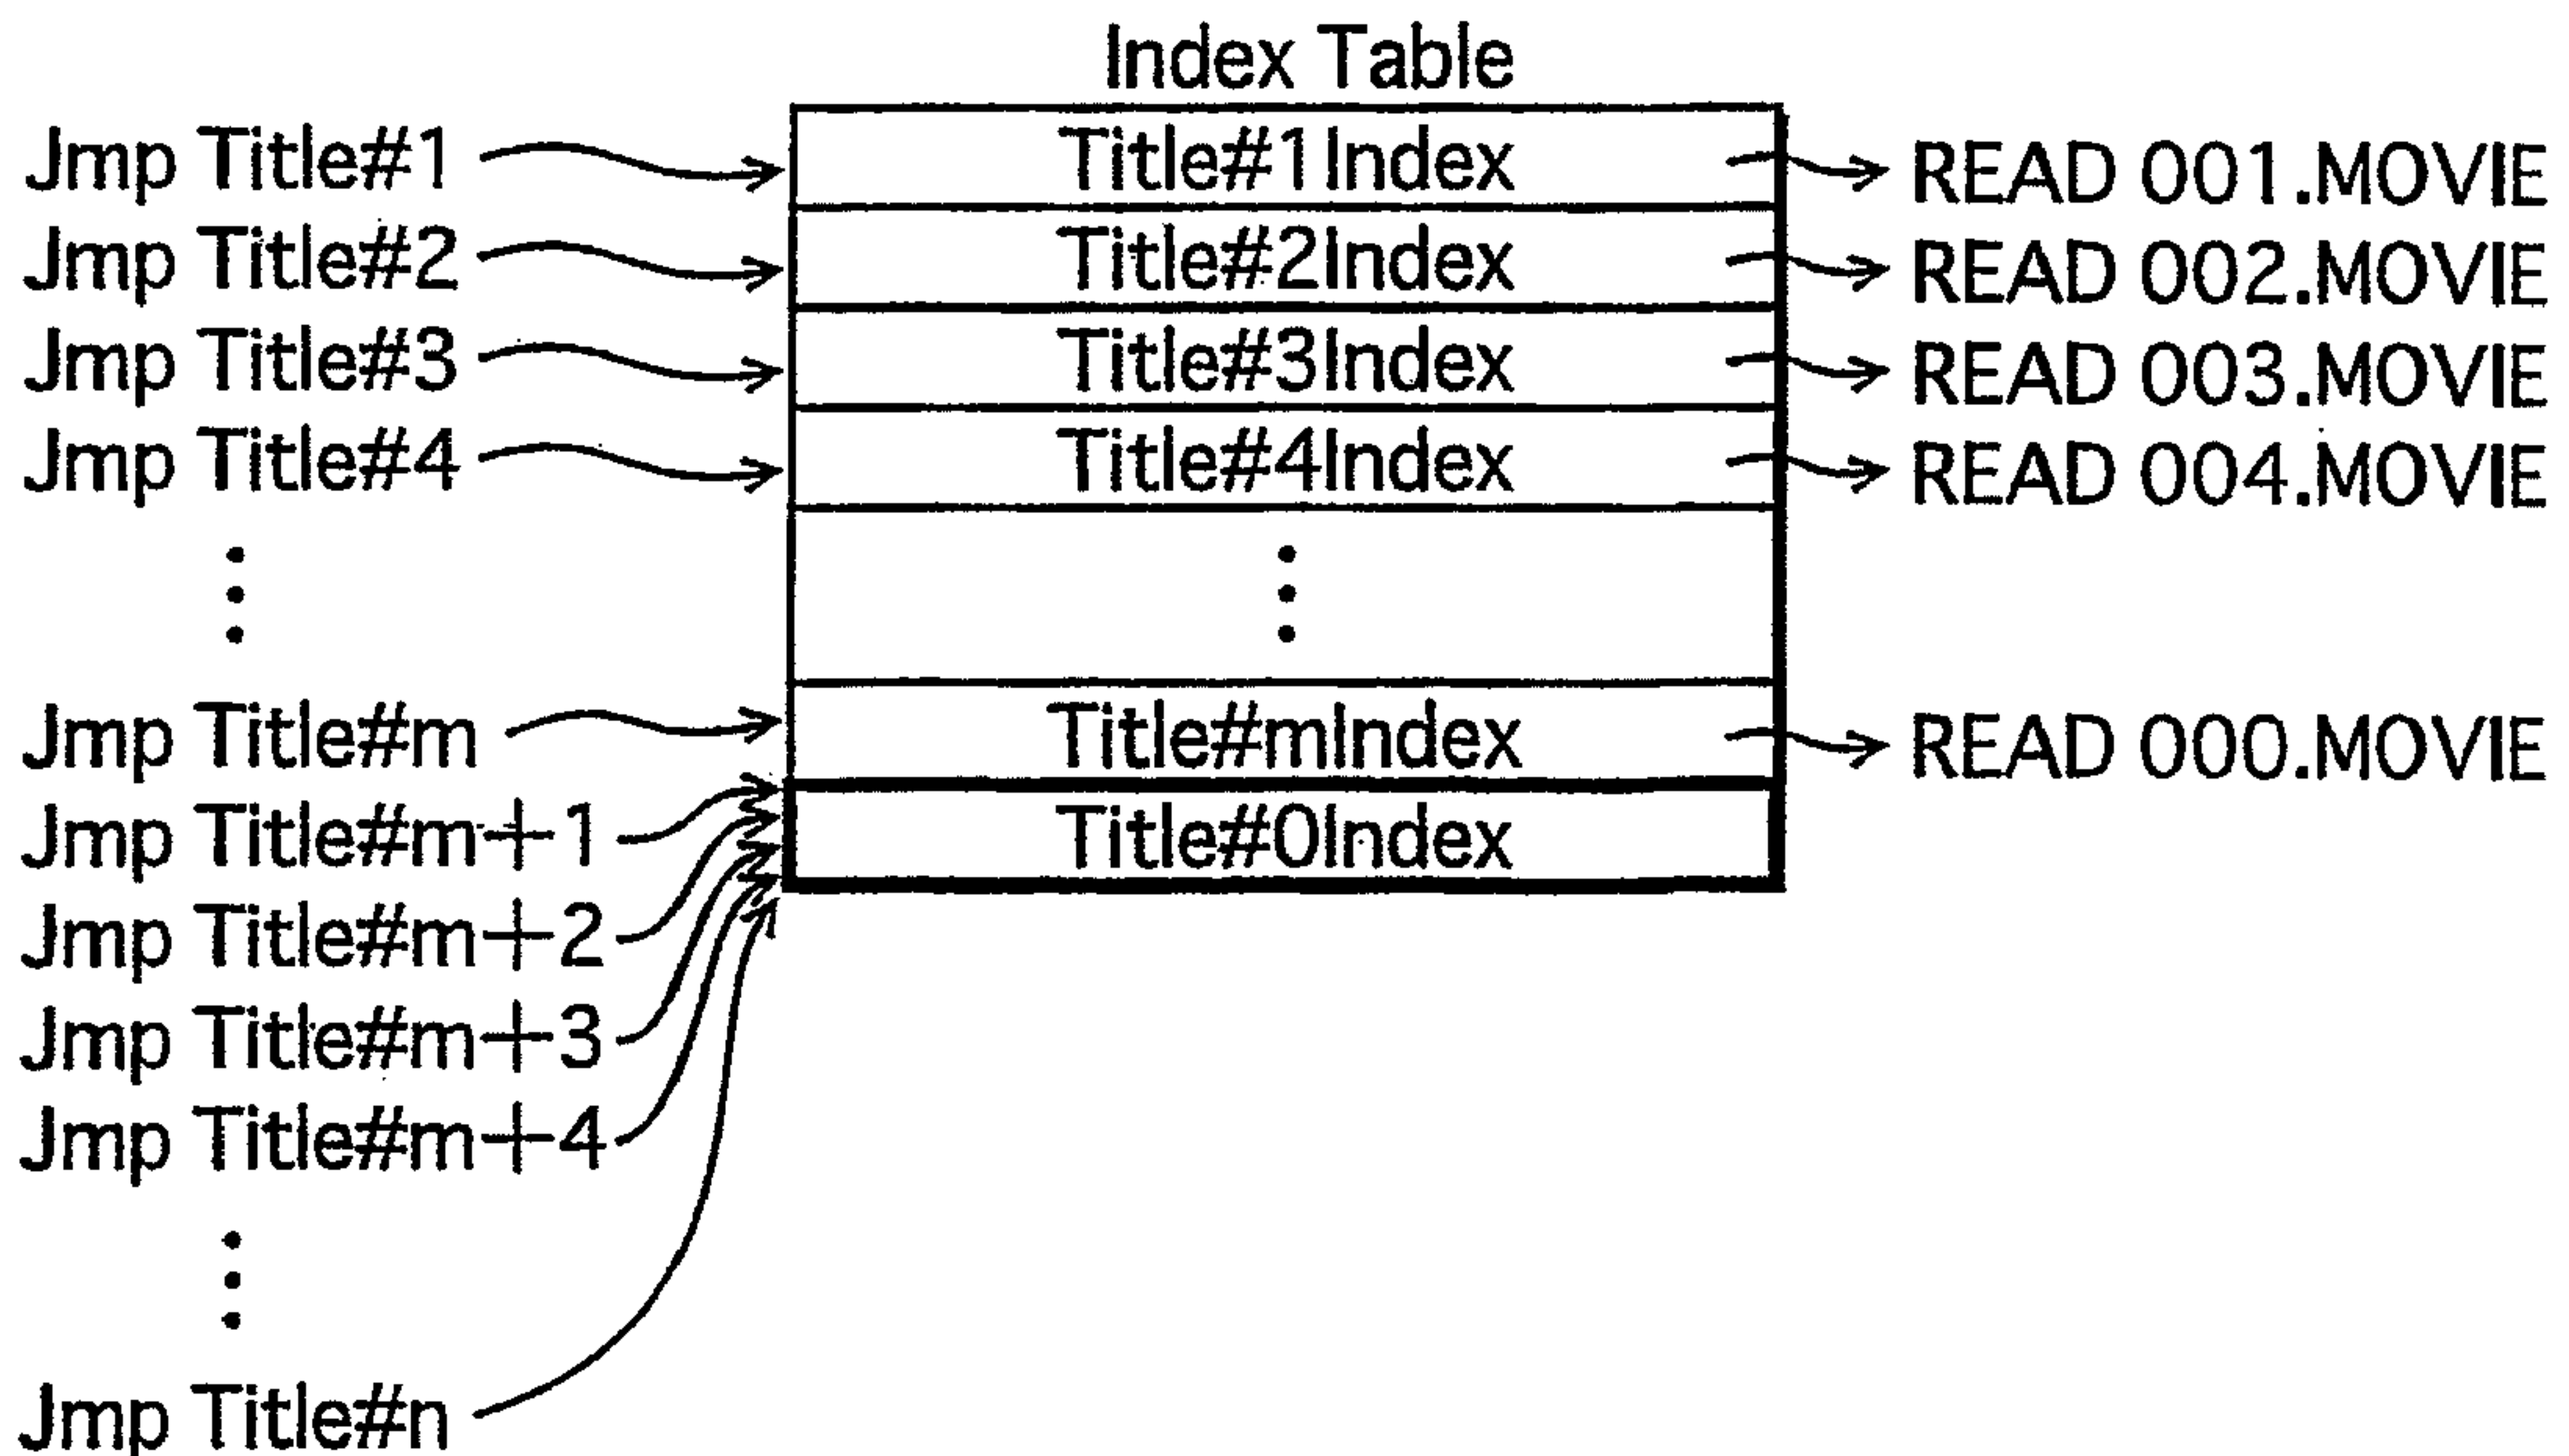 Index Table
Jmp Title#1 Title#1Index READ 001.MOVIE
Jmp Title#2 Title#2Index READ 002.MOVIE
Jmp Title#3 Title#3Index READ 003.MOVIE
Jmp Title#4 Title#4Index READ 004.MOVIE
Jmp Title#m Title#mIndex READ 000.MOVIE
Jmp Title#m+1 Title#0Index
Jmp Title#m+2
Jmp Title#m+3
Jmp Title#m+4
Jmp Title#n